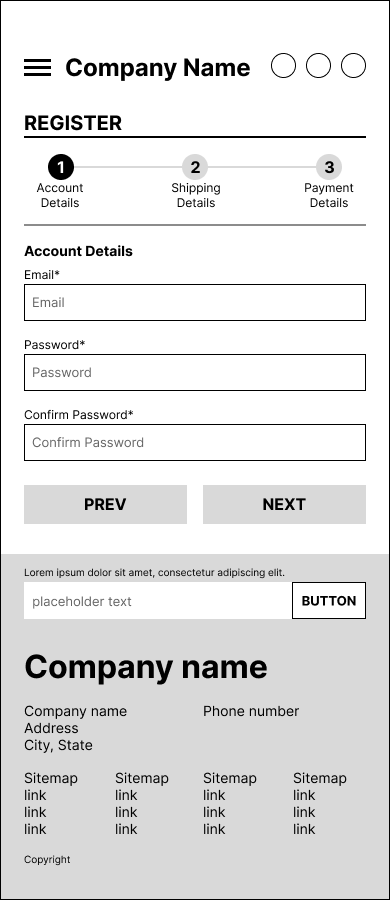 Company Name
REGISTER
1 2 3
Account Details
Shipping Details
Payment Details
Account Details
Email*
Email
Password*
Password
Confirm Password*
Confirm Password
PREV NEXT
Lorem ipsum dolor sit amet, consectetur adipiscing elit.
placeholder text BUTTON
Company name
Company name Phone number
Address
City, State
Sitemap Sitemap Sitemap Sitemap
link link link link
link link link link
link link link link
Copyright